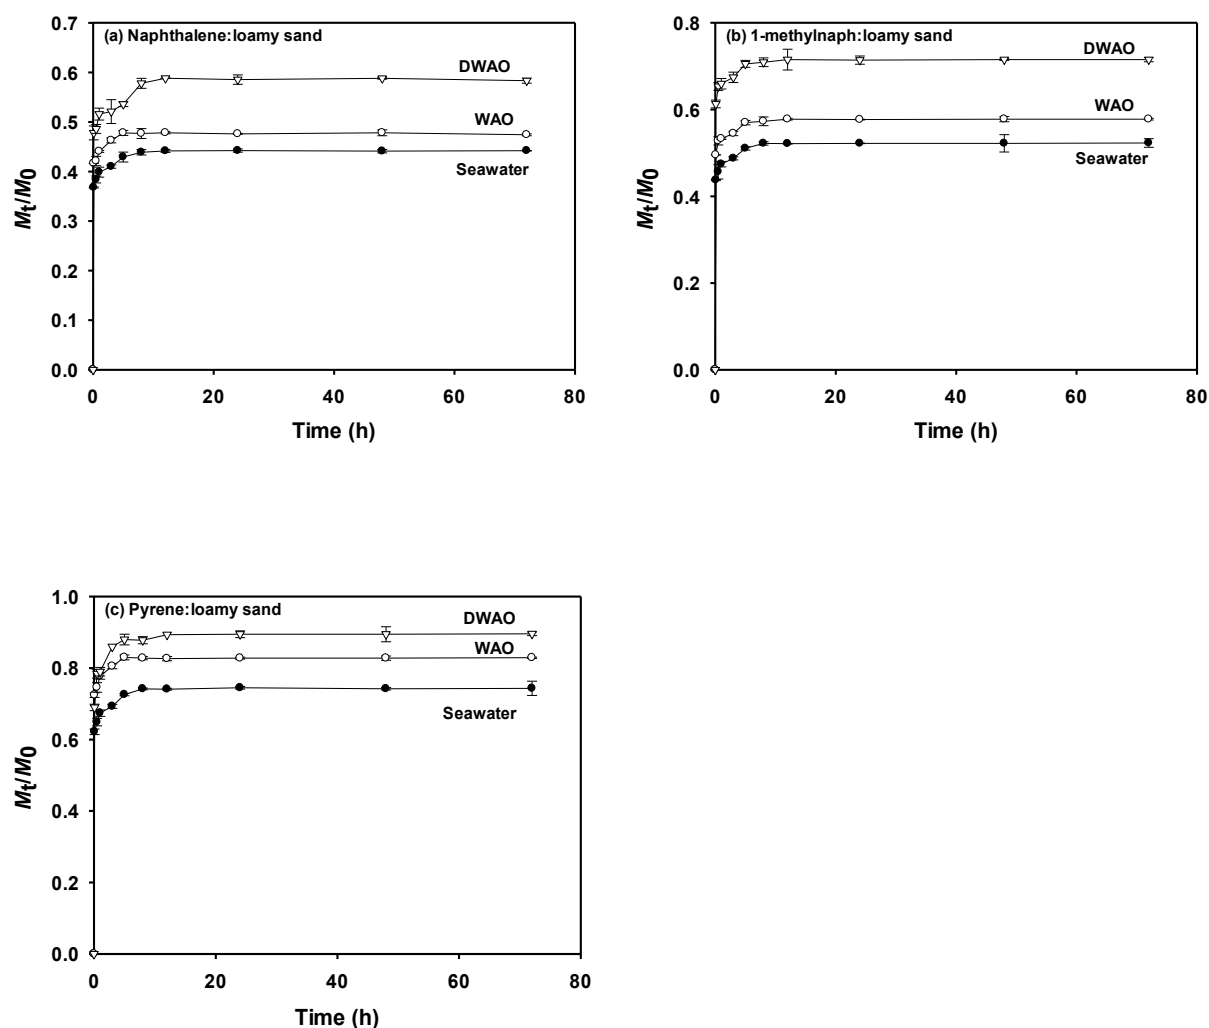 (a) Naphthalene:loamy sand
0.7
0.6
0.5
0.4
0.3
0.2
0.1
0.0
Mt/M0
DWAO
WAO
Seawater
0 20 40 60 80
Time (h)
(b) 1-methylnaph:loamy sand
0.8
0.6
0.4
0.2
0.0
Mt/M0
DWAO
WAO
Seawater
0 20 40 60 80
Time (h)
(c) Pyrene:loamy sand
1.0
0.8
0.6
0.4
0.2
0.0
Mt/M0
DWAO
WAO
Seawater
0 20 40 60 80
Time (h)